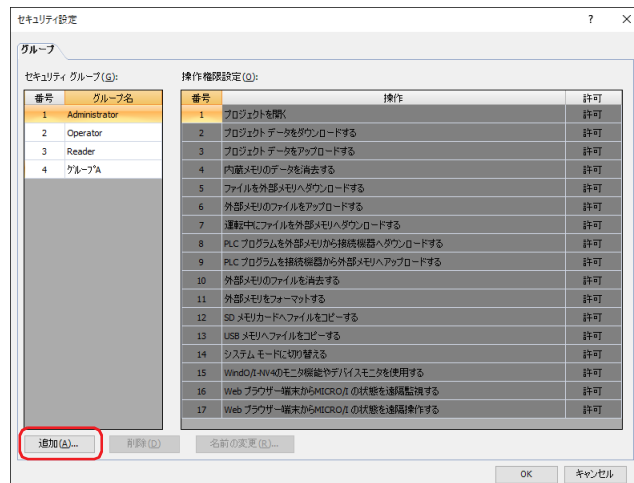 セキュリティ設定 ? ×
グループ
セキュリティ グループ(G): 操作権限設定(O):
番号 グループ名 番号 操作 許可
1 Administrator 1 プロジェクトを開く 許可
2 Operator 2 プロジェクト データをダウンロードする 許可
3 Reader 3 プロジェクト データをアップロードする 許可
4 グループA 4 内蔵メモリのデータを消去する 許可
5 ファイルを外部メモリへダウンロードする 許可
6 外部メモリのファイルをアップロードする 許可
7 運転中にファイルを外部メモリへダウンロードする 許可
8 PLC プログラムを外部メモリから接続機器へダウンロードする 許可
9 PLC プログラムを接続機器から外部メモリへアップロードする 許可
10 外部メモリのファイルを消去する 許可
11 外部メモリをフォーマットする 許可
12 SD メモリカードへファイルをコピーする 許可
13 USB メモリへファイルをコピーする 許可
14 システム モードに切り替える 許可
15 WindO/I-NV4のモニタ機能やデバイスモニタを使用する 許可
16 Web ブラウザー端末からMICRO/I の状態を遠隔監視する 許可
17 Web ブラウザー端末からMICRO/I の状態を遠隔操作する 許可
追加(A)... 削除(D) 名前の変更(R)...
OK キャンセル